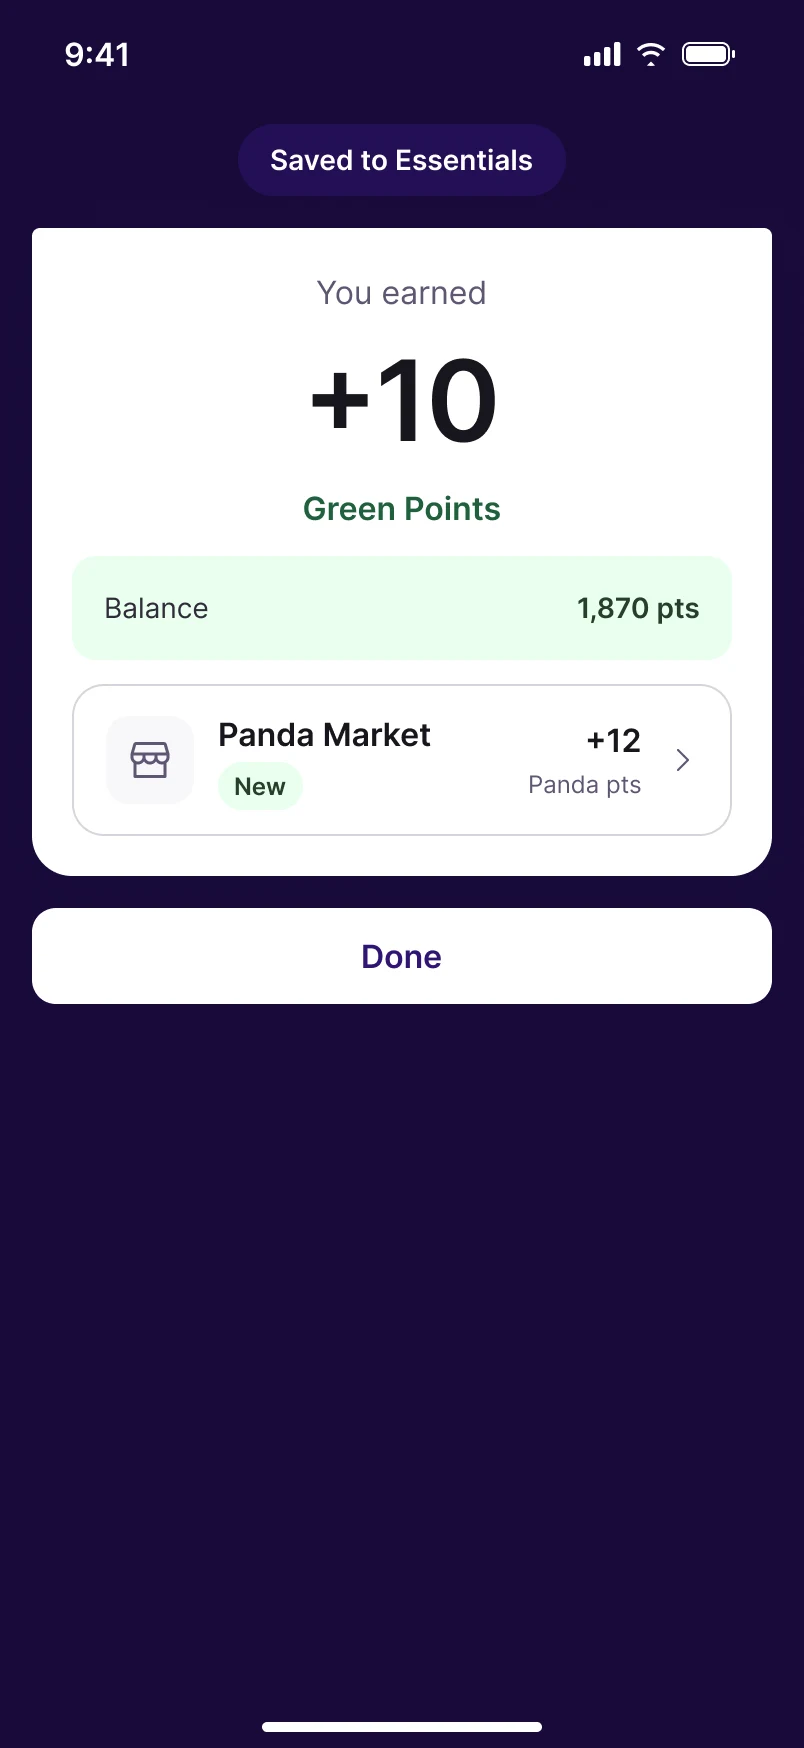 9:41
Saved to Essentials
You earned
+10
Green Points
Balance 1,870 pts
Panda Market
+12
New
Panda pts
Done